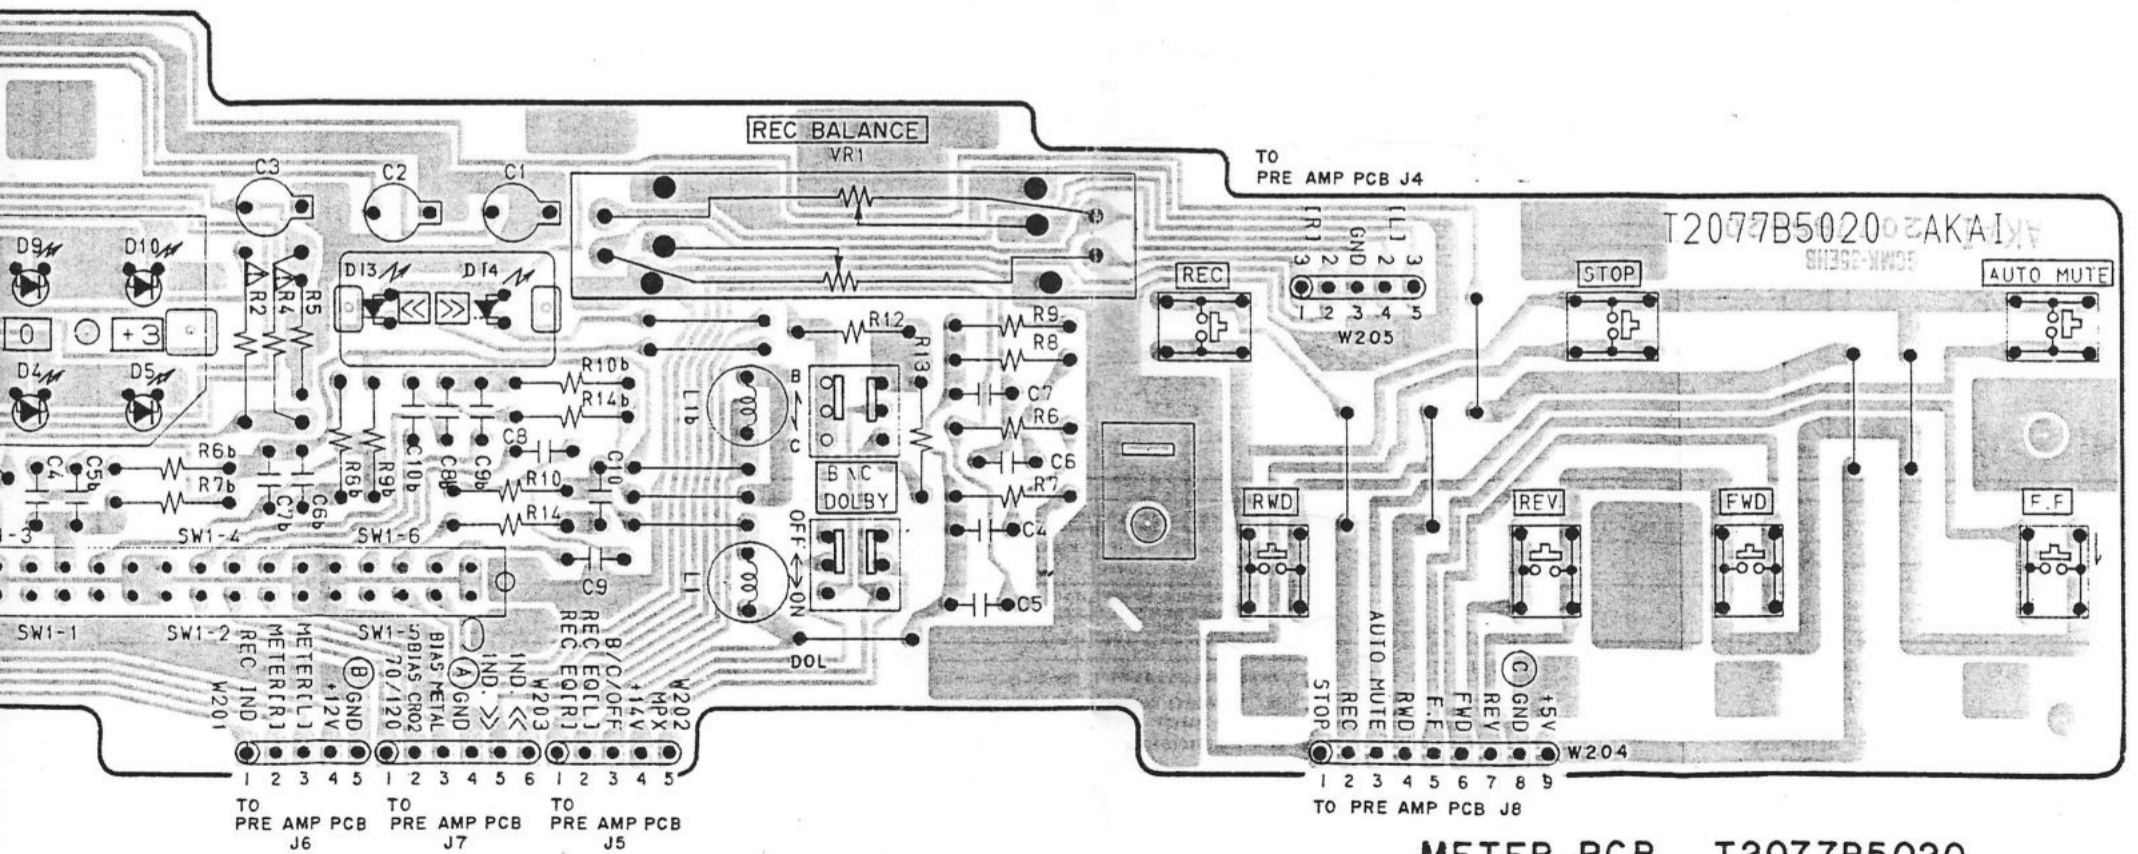 REC BALANCE
VR1
TO
PRE AMP PCB J4
C3
C2
C1
[R]
GND
[L]
3
2
2
3
T2077B5020 AKAI
D9
D10
D13
D14
R2
R4
R5
REC
STOP
AUTO MUTE
1 2 3 4 5
W205
0
+3
R12
R13
R9
R8
D4
D5
R10b
R14b
L1b
B
C
C7
R6
C6
R7
C4
C5
R6b
R7b
C4
C5b
C7b
C6b
R8b
R9b
C10b
C8b
C9b
C8
R10
R14
C10
C9
B NC
DOLBY
OFF ↔ ON
L1
DOL
RWD
REV
FWD
F.F
1-3
SW1-4
SW1-6
SW1-1
SW1-2
SW1-5
W201
REC IND
METER[R]
METER[L]
+12V
B GND
70/120
BIAS CRO2
BIAS METAL
A GND
IND. >>
IND. <<
W203
REC EQ[R]
REC EQ[L]
B/C/OFF
+14V
MPX
W202
STOP
REC
AUTO MUTE
RWD
F.F
FWD
REV
C GND
+5V
W204
1 2 3 4 5
1 2 3 4 5 6
1 2 3 4 5
1 2 3 4 5 6 7 8 9
TO
PRE AMP PCB
J6
TO
PRE AMP PCB
J7
TO
PRE AMP PCB
J5
TO PRE AMP PCB J8
METER PCB T2077B5020